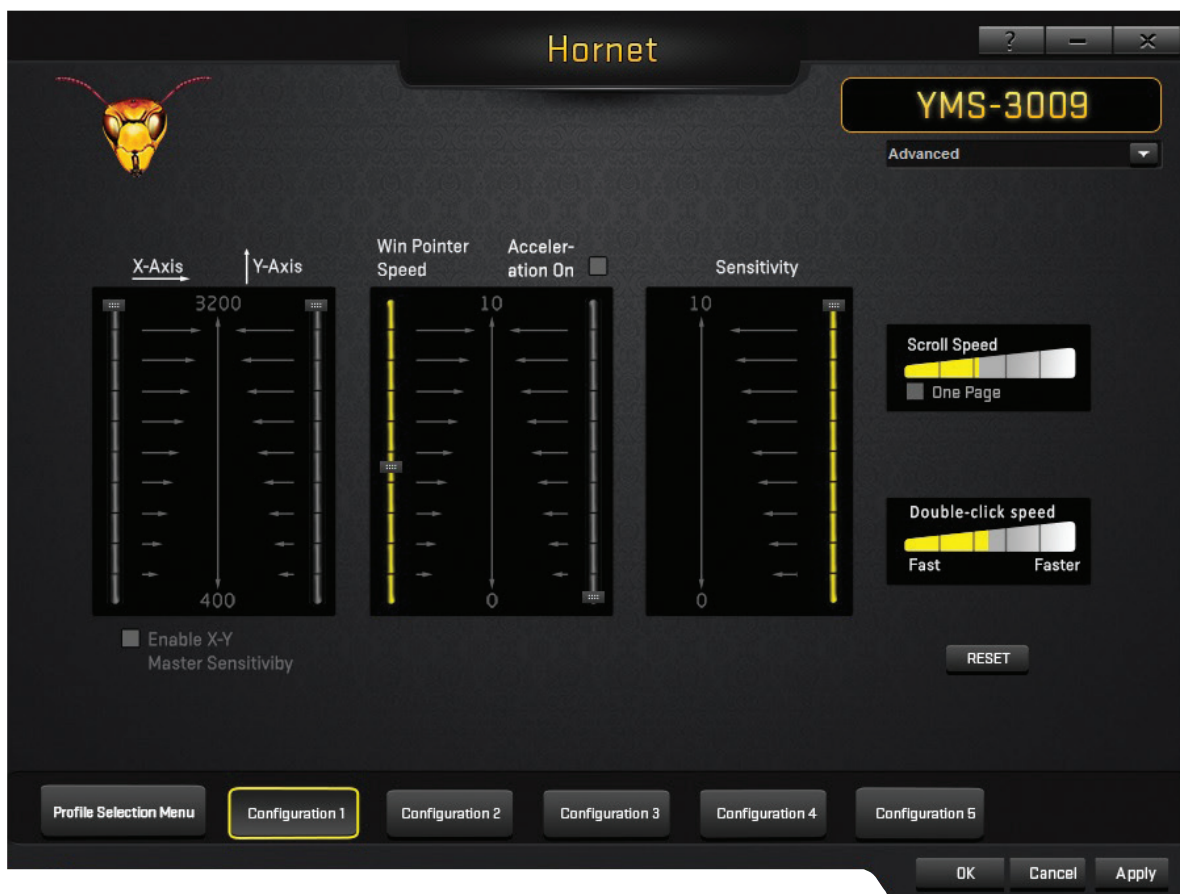 Hornet
? – ×
YMS-3009
Advanced
X-Axis
Y-Axis
Win Pointer
Speed
Acceler-
ation On
Sensitivity
3200
400
10
0
10
0
Scroll Speed
One Page
Double-click speed
Fast Faster
Enable X-Y
Master Sensitiviby
RESET
Profile Selection Menu
Configuration 1
Configuration 2
Configuration 3
Configuration 4
Configuration 5
OK Cancel Apply